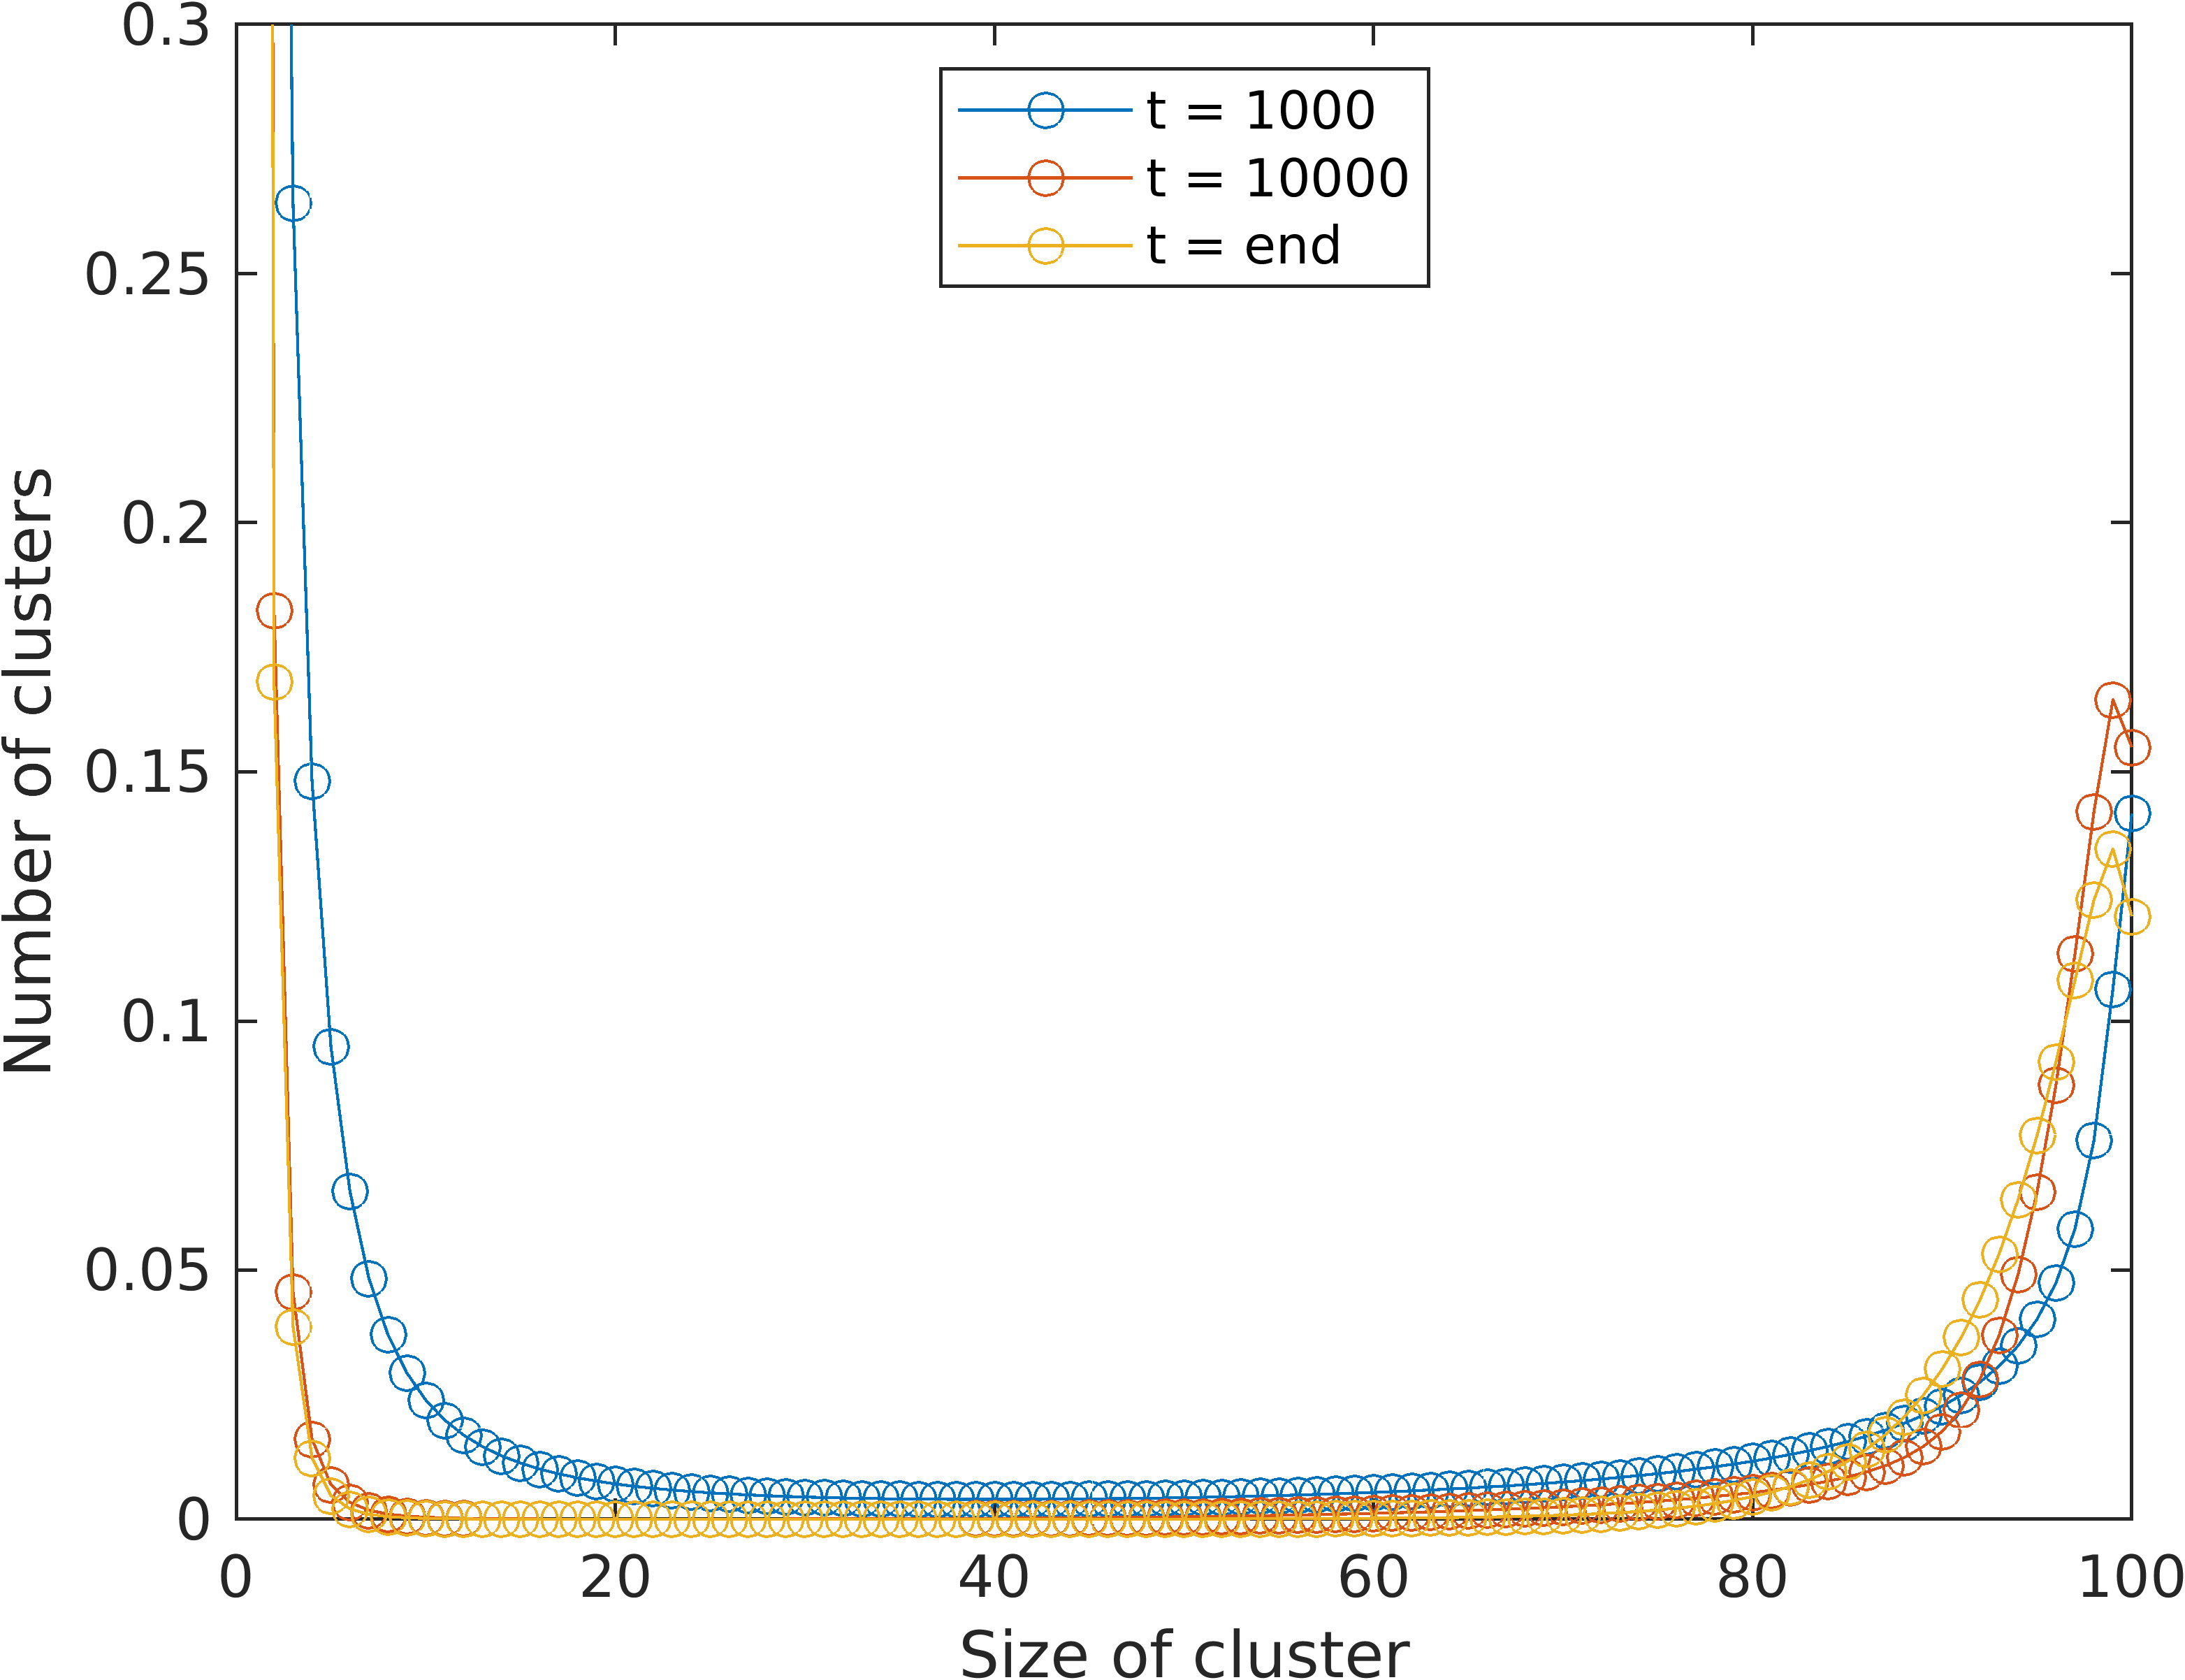 0.3
0.25
0.2
0.15
0.1
0.05
0
Number of clusters
t = 1000
t = 10000
t = end
0 20 40 60 80 100
Size of cluster